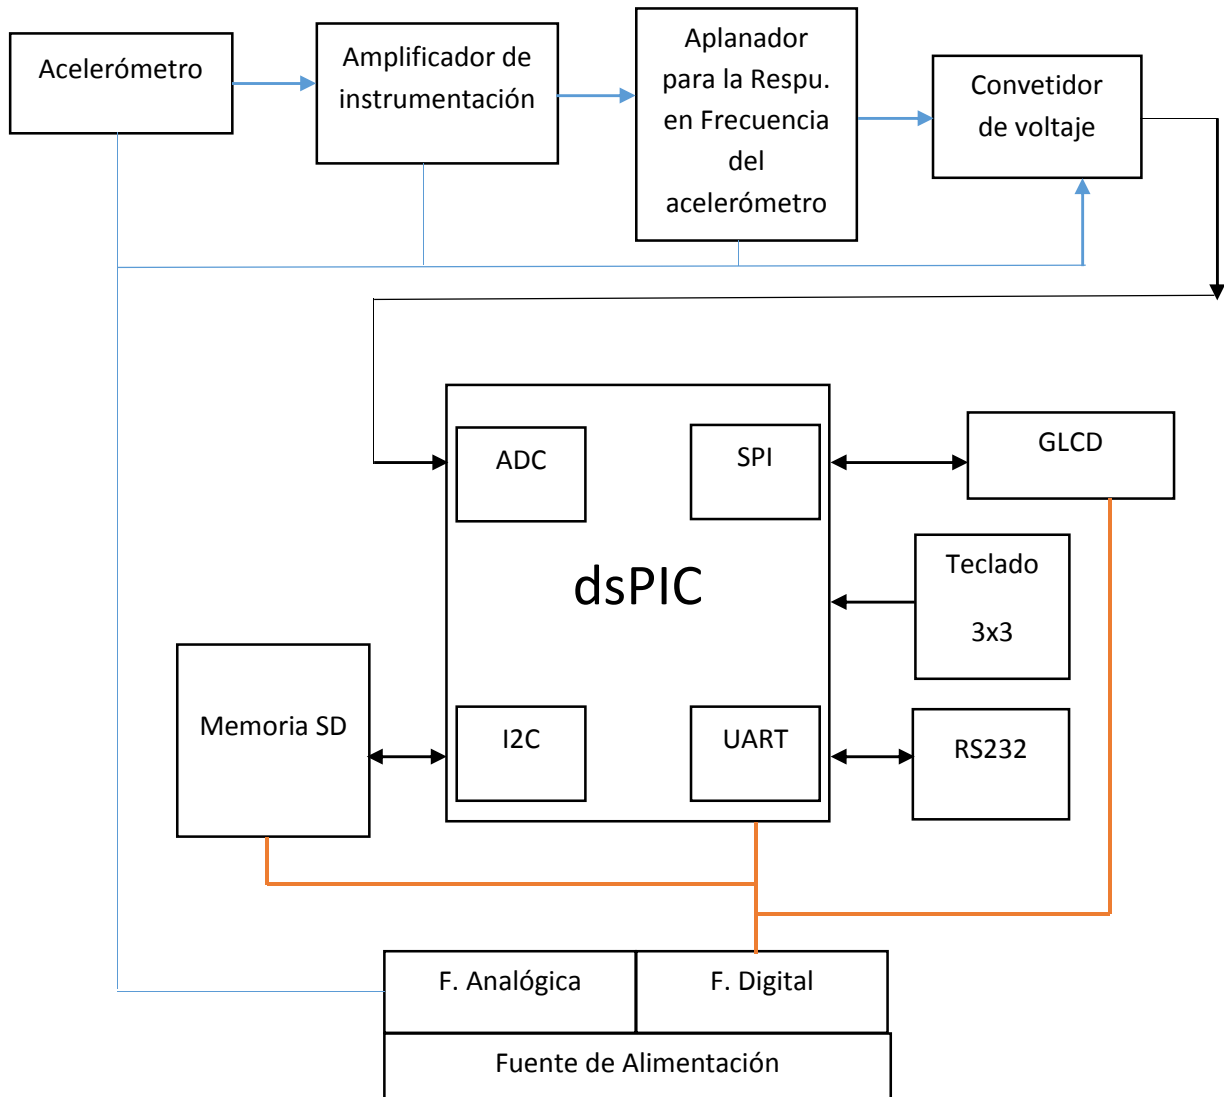 Acelerómetro
Amplificador de
instrumentación
Aplanador
para la Respu.
en Frecuencia
del
acelerómetro
Convetidor
de voltaje
ADC
SPI
GLCD
dsPIC
Teclado
3x3
Memoria SD
I2C
UART
RS232
F. Analógica
F. Digital
Fuente de Alimentación